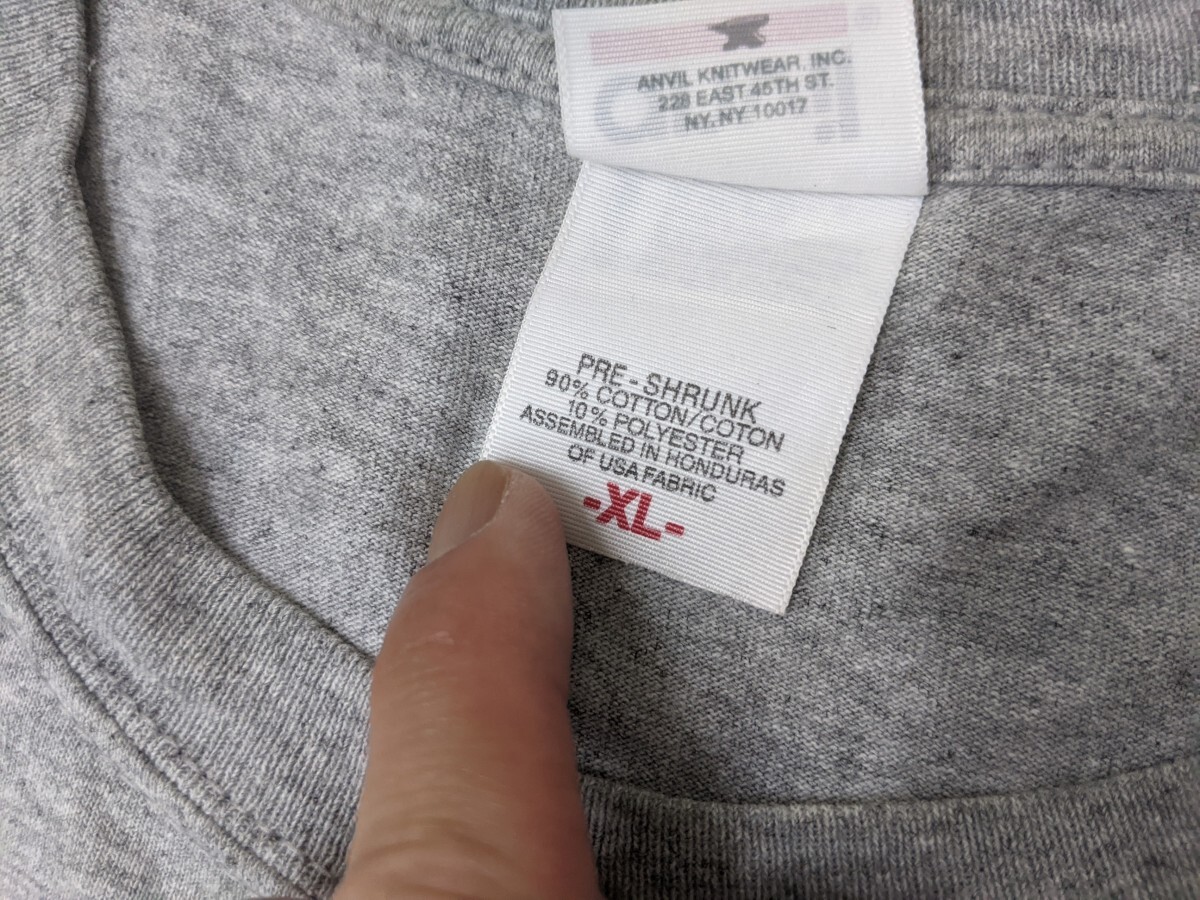 ANVIL KNITWEAR, INC.
228 EAST 45TH ST.
NY, NY 10017
PRE-SHRUNK
90% COTTON/COTON
10% POLYESTER
ASSEMBLED IN HONDURAS
OF USA FABRIC
-XL-